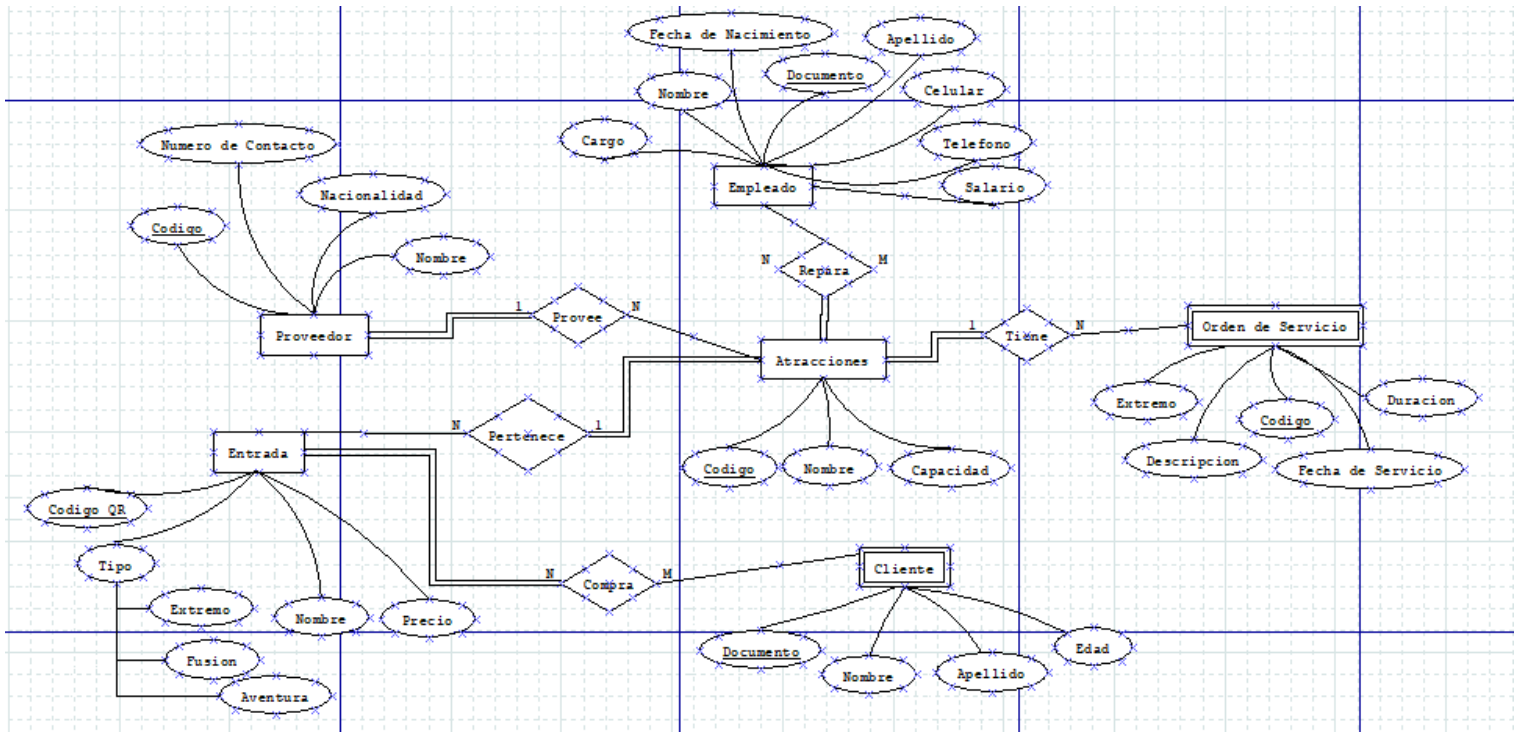 Fecha de Nacimiento
Apellido
Documento
Nombre
Celular
Cargo
Telefono
Empleado
Salario
Numero de Contacto
Nacionalidad
Codigo
Nombre
N
Repara
M
Proveedor
1
Provee
N
Atracciones
1
Tiene
N
Orden de Servicio
Extremo
Duracion
Codigo
Descripcion
Fecha de Servicio
N
Pertenece
1
Codigo
Nombre
Capacidad
Entrada
Codigo QR
Tipo
Extremo
Nombre
Precio
Fusion
Aventura
N
Compra
M
Cliente
Documento
Nombre
Apellido
Edad